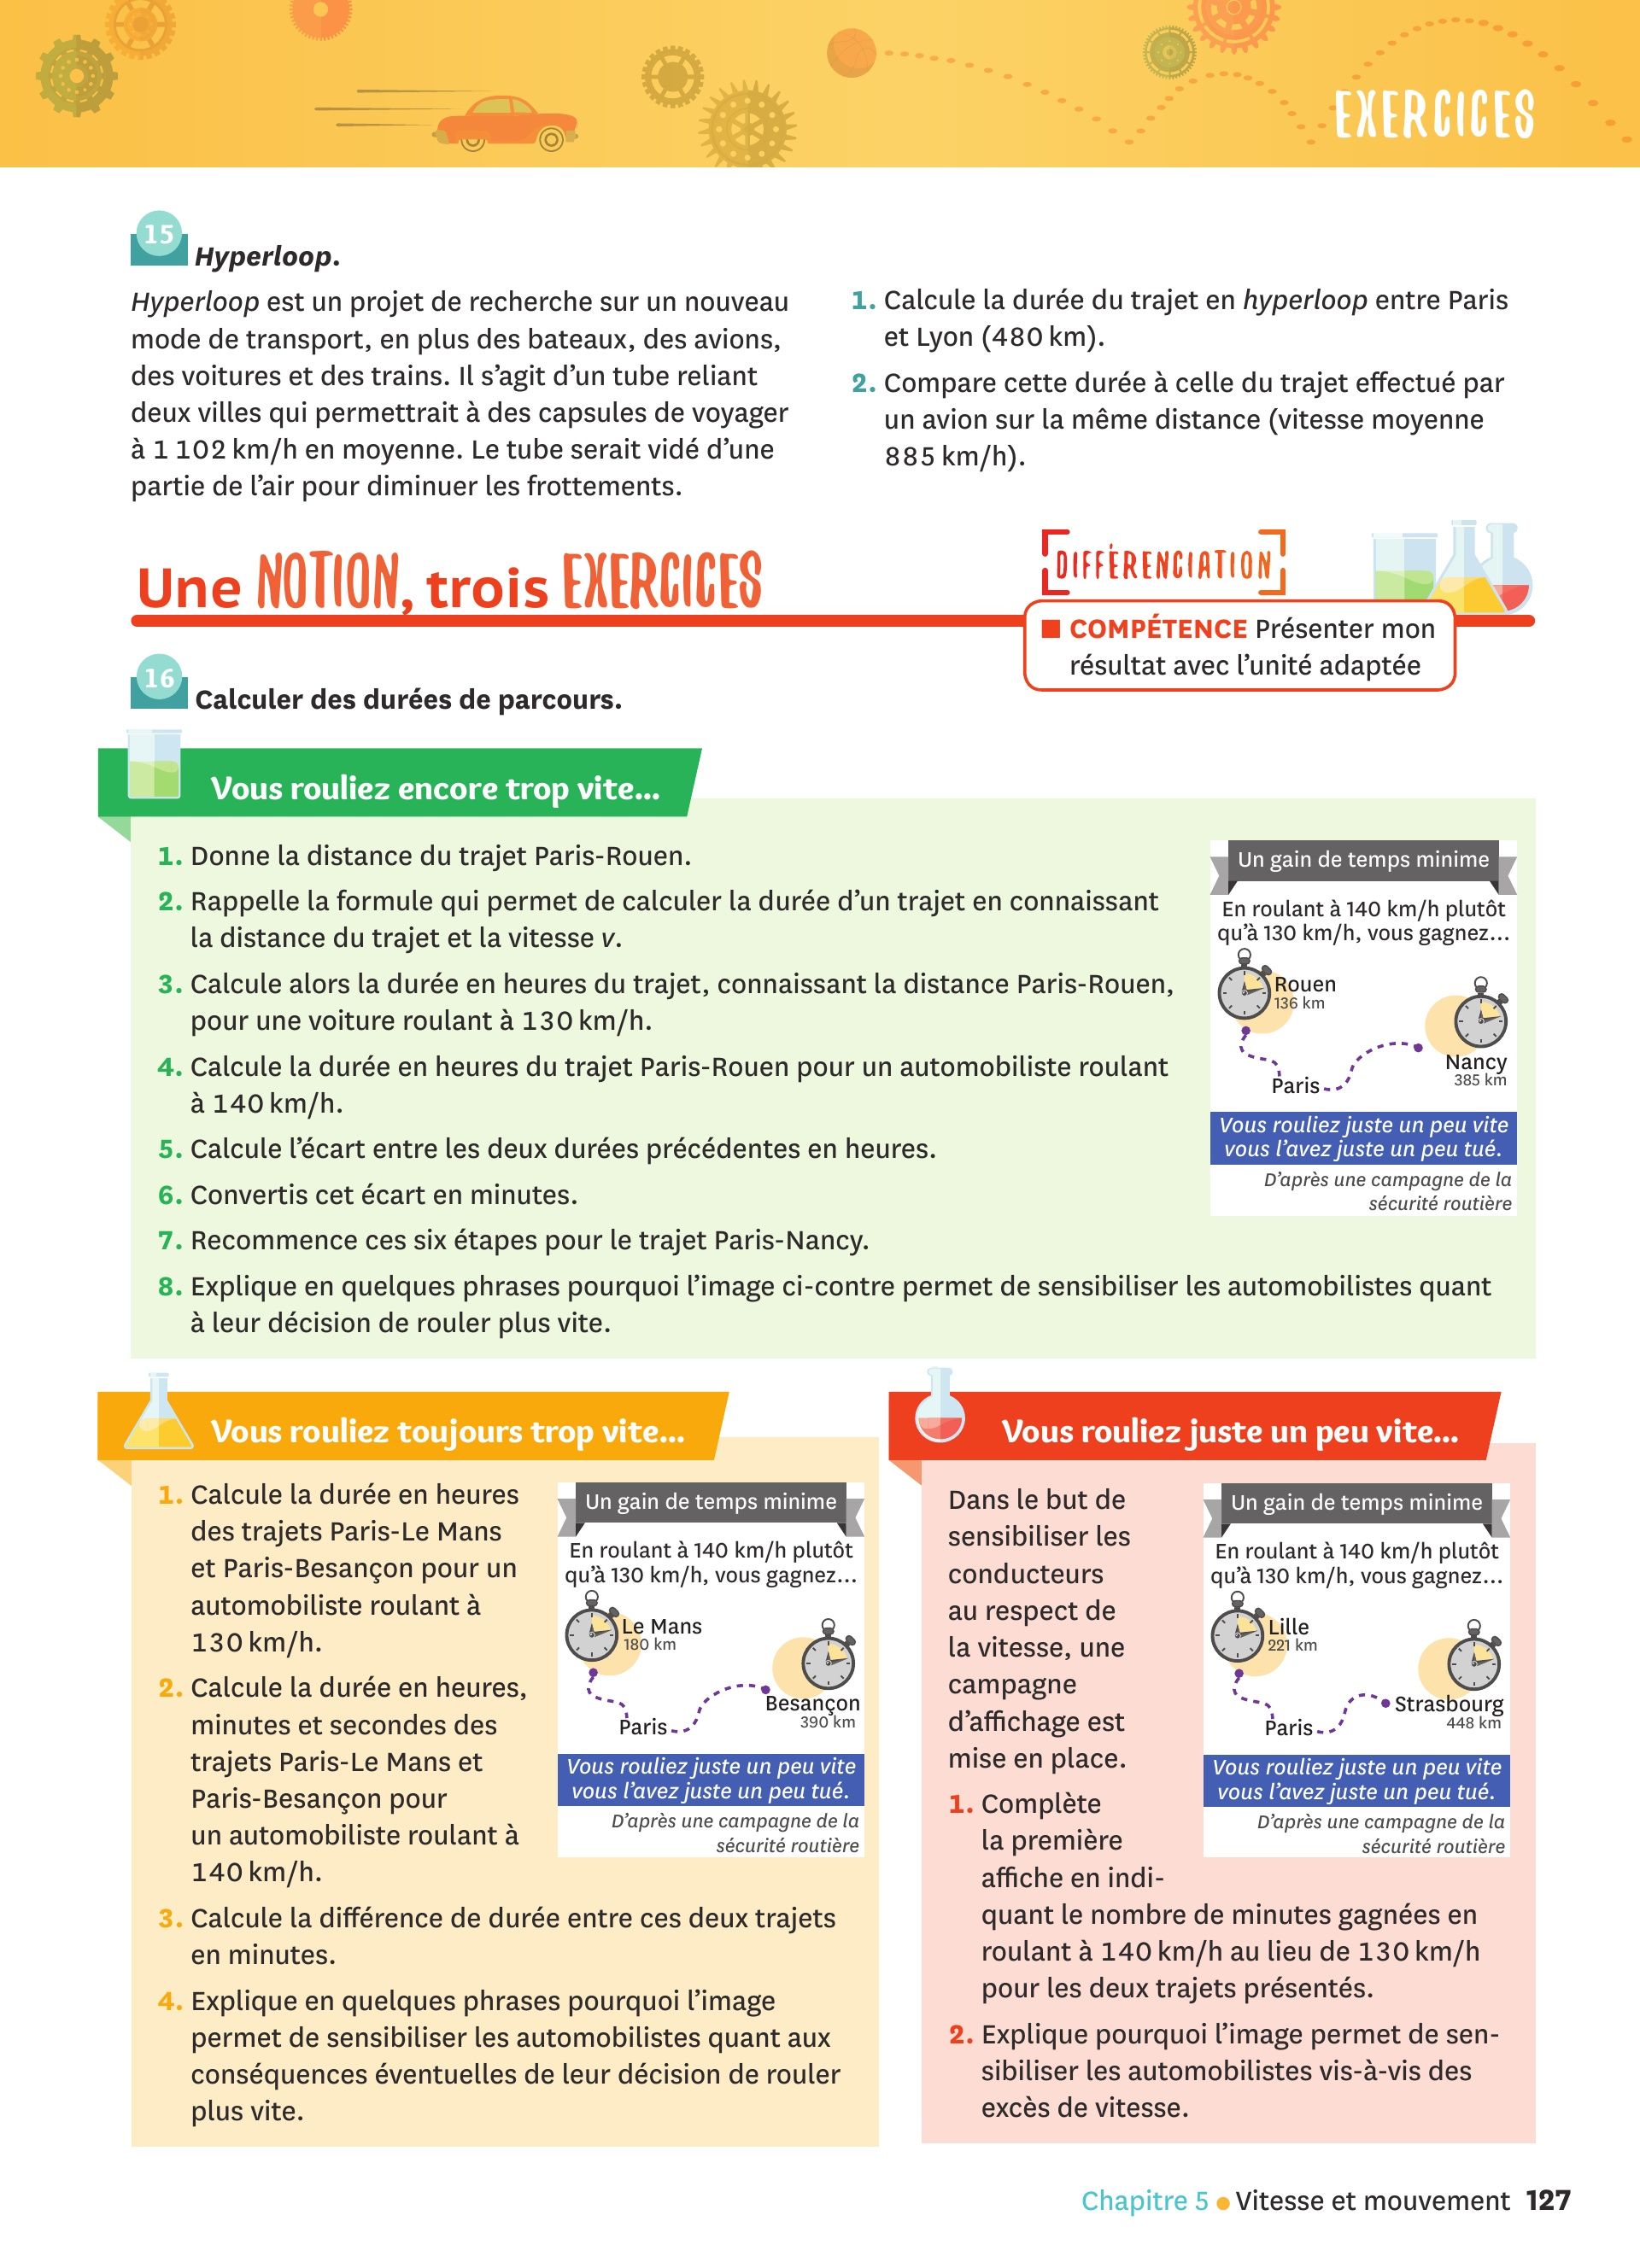 EXERCICES
15
Hyperloop.
Hyperloop est un projet de recherche sur un nouveau
mode de transport, en plus des bateaux, des avions,
des voitures et des trains. Il s’agit d’un tube reliant
deux villes qui permettrait à des capsules de voyager
à 1 102 km/h en moyenne. Le tube serait vidé d’une
partie de l’air pour diminuer les frottements.
1. Calcule la durée du trajet en hyperloop entre Paris
et Lyon (480 km).
2. Compare cette durée à celle du trajet effectué par
un avion sur la même distance (vitesse moyenne
885 km/h).
Une NOTION, trois EXERCICES
DIFFÉRENCIATION
COMPÉTENCE Présenter mon
résultat avec l’unité adaptée
16
Calculer des durées de parcours.
Vous rouliez encore trop vite...
1. Donne la distance du trajet Paris-Rouen.
2. Rappelle la formule qui permet de calculer la durée d’un trajet en connaissant
la distance du trajet et la vitesse v.
3. Calcule alors la durée en heures du trajet, connaissant la distance Paris-Rouen,
pour une voiture roulant à 130 km/h.
4. Calcule la durée en heures du trajet Paris-Rouen pour un automobiliste roulant
à 140 km/h.
5. Calcule l’écart entre les deux durées précédentes en heures.
6. Convertis cet écart en minutes.
7. Recommence ces six étapes pour le trajet Paris-Nancy.
8. Explique en quelques phrases pourquoi l’image ci-contre permet de sensibiliser les automobilistes quant
à leur décision de rouler plus vite.
Un gain de temps minime
En roulant à 140 km/h plutôt
qu’à 130 km/h, vous gagnez...
Rouen
136 km
Nancy
385 km
Paris
Vous rouliez juste un peu vite
vous l’avez juste un peu tué.
D’après une campagne de la
sécurité routière
Vous rouliez toujours trop vite...
1. Calcule la durée en heures
des trajets Paris-Le Mans
et Paris-Besançon pour un
automobiliste roulant à
130 km/h.
2. Calcule la durée en heures,
minutes et secondes des
trajets Paris-Le Mans et
Paris-Besançon pour
un automobiliste roulant à
140 km/h.
3. Calcule la différence de durée entre ces deux trajets
en minutes.
4. Explique en quelques phrases pourquoi l’image
permet de sensibiliser les automobilistes quant aux
conséquences éventuelles de leur décision de rouler
plus vite.
Un gain de temps minime
En roulant à 140 km/h plutôt
qu’à 130 km/h, vous gagnez...
Le Mans
180 km
Besançon
390 km
Paris
Vous rouliez juste un peu vite
vous l’avez juste un peu tué.
D’après une campagne de la
sécurité routière
Vous rouliez juste un peu vite...
Dans le but de
sensibiliser les
conducteurs
au respect de
la vitesse, une
campagne
d’affichage est
mise en place.
1. Complète
la première
affiche en indi-
quant le nombre de minutes gagnées en
roulant à 140 km/h au lieu de 130 km/h
pour les deux trajets présentés.
2. Explique pourquoi l’image permet de sen-
sibiliser les automobilistes vis-à-vis des
excès de vitesse.
Un gain de temps minime
En roulant à 140 km/h plutôt
qu’à 130 km/h, vous gagnez...
Lille
221 km
Strasbourg
448 km
Paris
Vous rouliez juste un peu vite
vous l’avez juste un peu tué.
D’après une campagne de la
sécurité routière
Chapitre 5 • Vitesse et mouvement 127